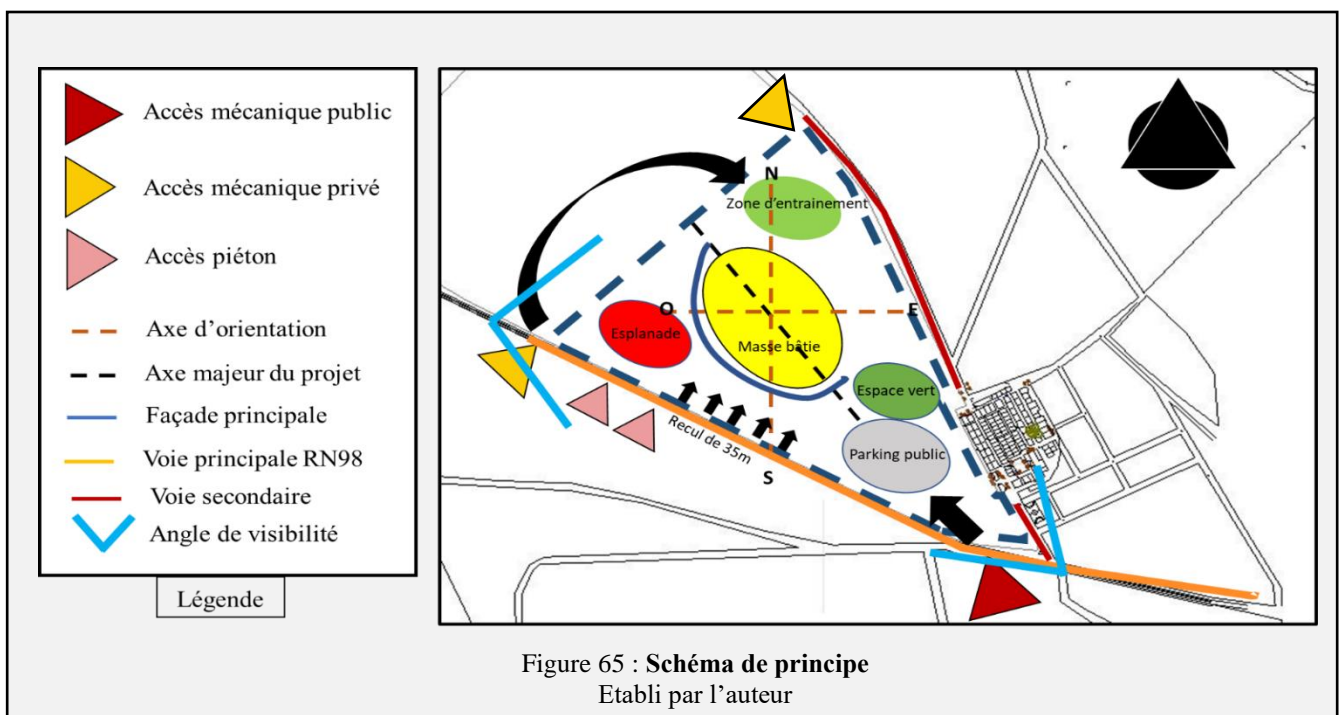 Accès mécanique public
Accès mécanique privé
Accès piéton
Axe d'orientation
Axe majeur du projet
Façade principale
Voie principale RN98
Voie secondaire
Angle de visibilité
Légende
N
Zone d'entrainement
O
E
Esplanade
Masse bâtie
Espace vert
Recul de 35m
Parking public
S
Figure 65 : Schéma de principe
Etabli par l'auteur